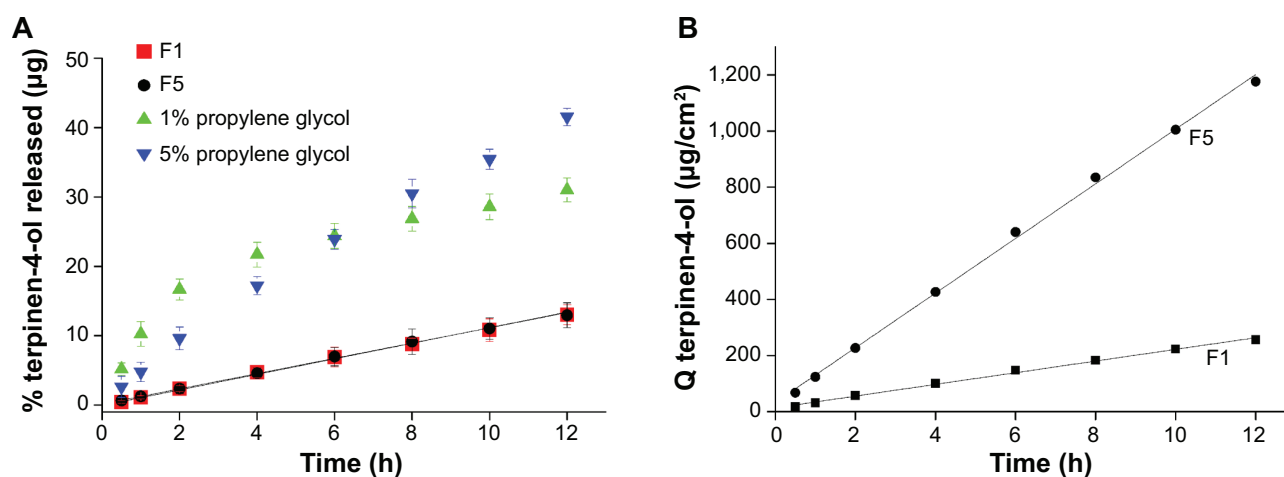 A
% terpinen-4-ol released (µg)
50
40
30
20
10
0
F1
F5
1% propylene glycol
5% propylene glycol
0 2 4 6 8 10 12
Time (h)
B
Q terpinen-4-ol (µg/cm²)
1,200
1,000
800
600
400
200
0
F5
F1
0 2 4 6 8 10 12
Time (h)